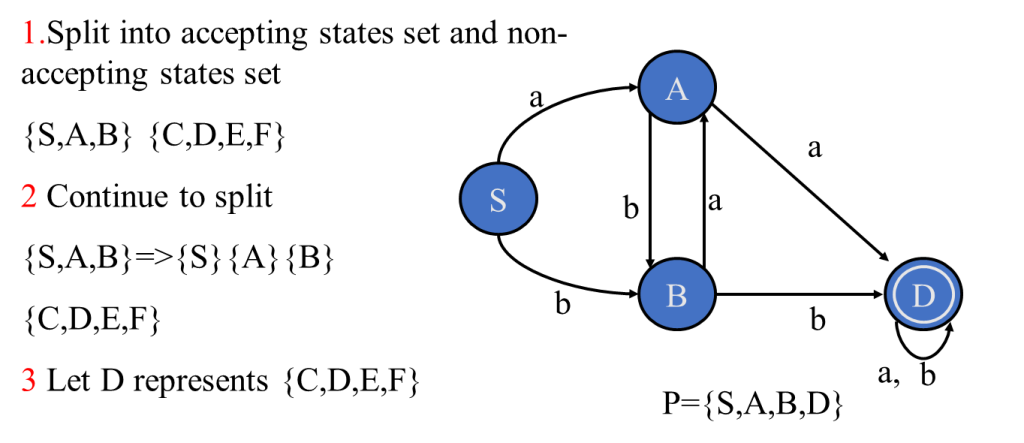 1.Split into accepting states set and non-
accepting states set
{S,A,B} {C,D,E,F}
2 Continue to split
{S,A,B}=>{S}{A}{B}
{C,D,E,F}
3 Let D represents {C,D,E,F}
A
a
a
S
b
a
B
D
b
b
a, b
P={S,A,B,D}